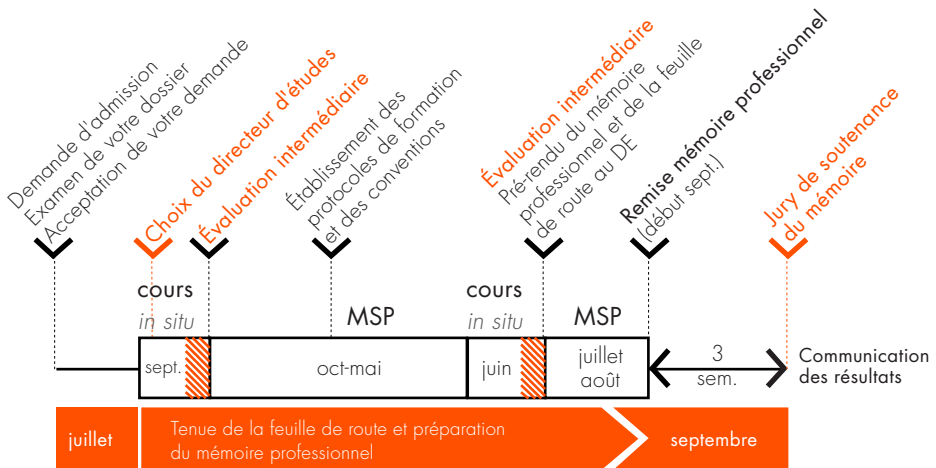 Demande d'admission
Examen de votre dossier
Acceptation de votre demande
Choix du directeur d'études
Évaluation intermédiaire
Établissement des
protocoles de formation
et des conventions
Évaluation intermédiaire
Pré-rendu du mémoire
professionnel et de la feuille
de route au DE
Remise mémoire professionnel
(début sept.)
Jury de soutenance
du mémoire
cours
in situ
MSP
cours
in situ
MSP
sept.
oct-mai
juin
juillet
août
3
sem.
Communication
des résultats
juillet
Tenue de la feuille de route et préparation
du mémoire professionnel
septembre